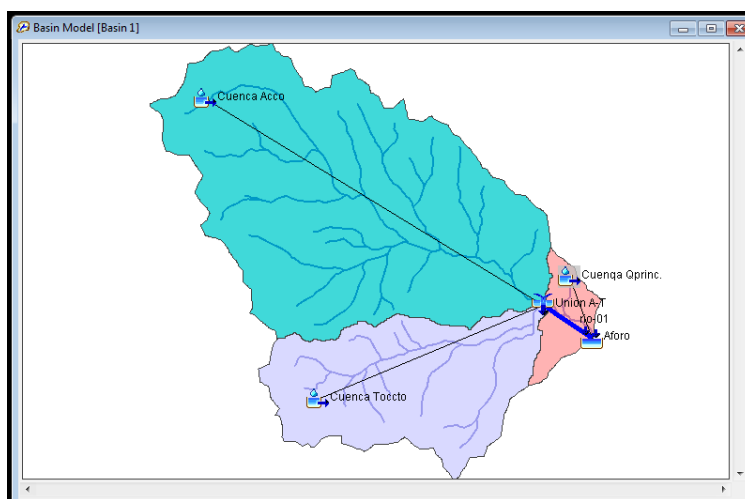 Basin Model [Basin 1]
Cuenca Acco
Cuenqa Qprinc.
Union A-T
rio-01
Aforo
Cuenca Toccto